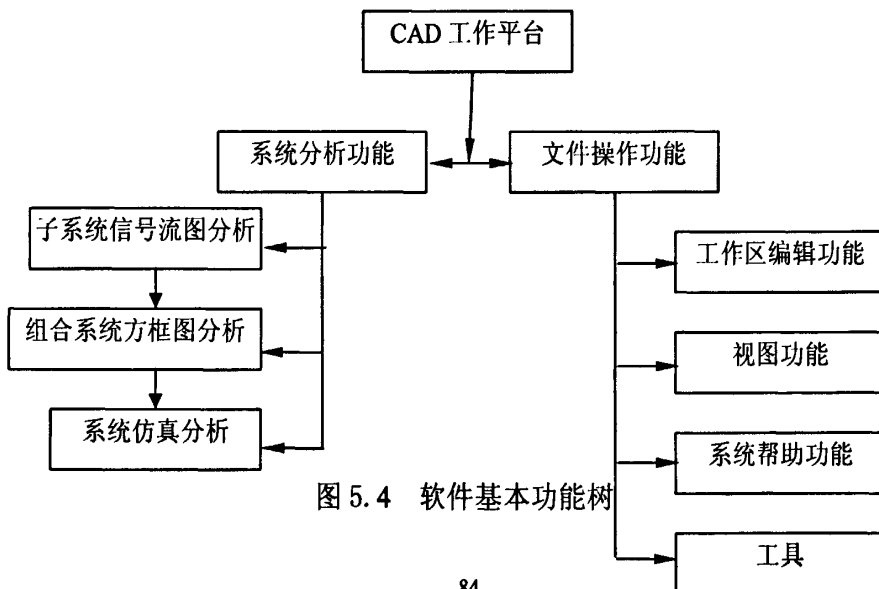 CAD 工作平台
系统分析功能
文件操作功能
子系统信号流图分析
组合系统方框图分析
系统仿真分析
工作区编辑功能
视图功能
系统帮助功能
工具
图 5.4 软件基本功能树
84